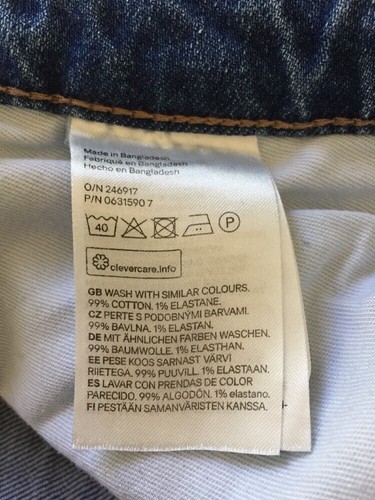 Made in Bangladesh
Fabriqué en Bangladesh
Hecho en Bangladesh
O/N 246917
P/N 0631590 7
40 P
clevercare.info
GB WASH WITH SIMILAR COLOURS.
99% COTTON. 1% ELASTANE.
CZ PERTE S PODOBNÝMI BARVAMI.
99% BAVLNA. 1% ELASTAN.
DE MIT ÄHNLICHEN FARBEN WASCHEN.
99% BAUMWOLLE. 1% ELASTHAN.
EE PESE KOOS SARNAST VÄRVI
RIIETEGA. 99% PUUVILL. 1% ELASTAAN.
ES LAVAR CON PRENDAS DE COLOR
PARECIDO. 99% ALGODÓN. 1% elastano.
FI PESTÄÄN SAMANVÄRISTEN KANSSA.